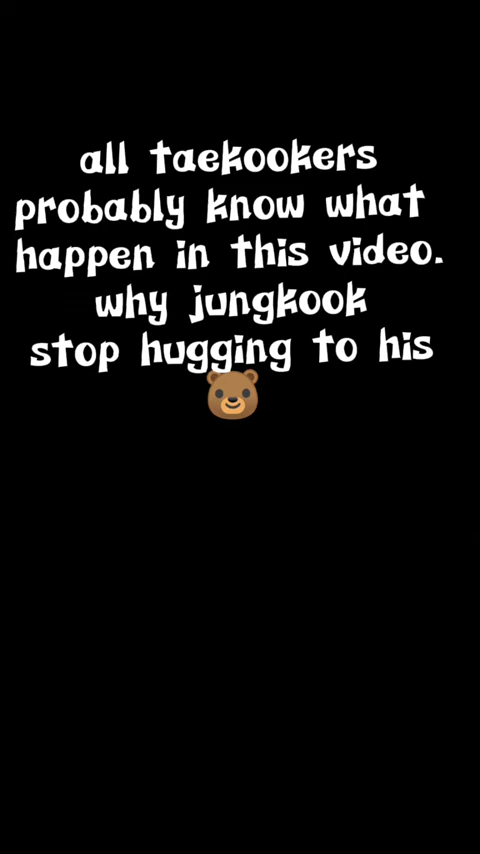 all taekookers
probably know what
happen in this video.
why jungkook
stop hugging to his
🐻